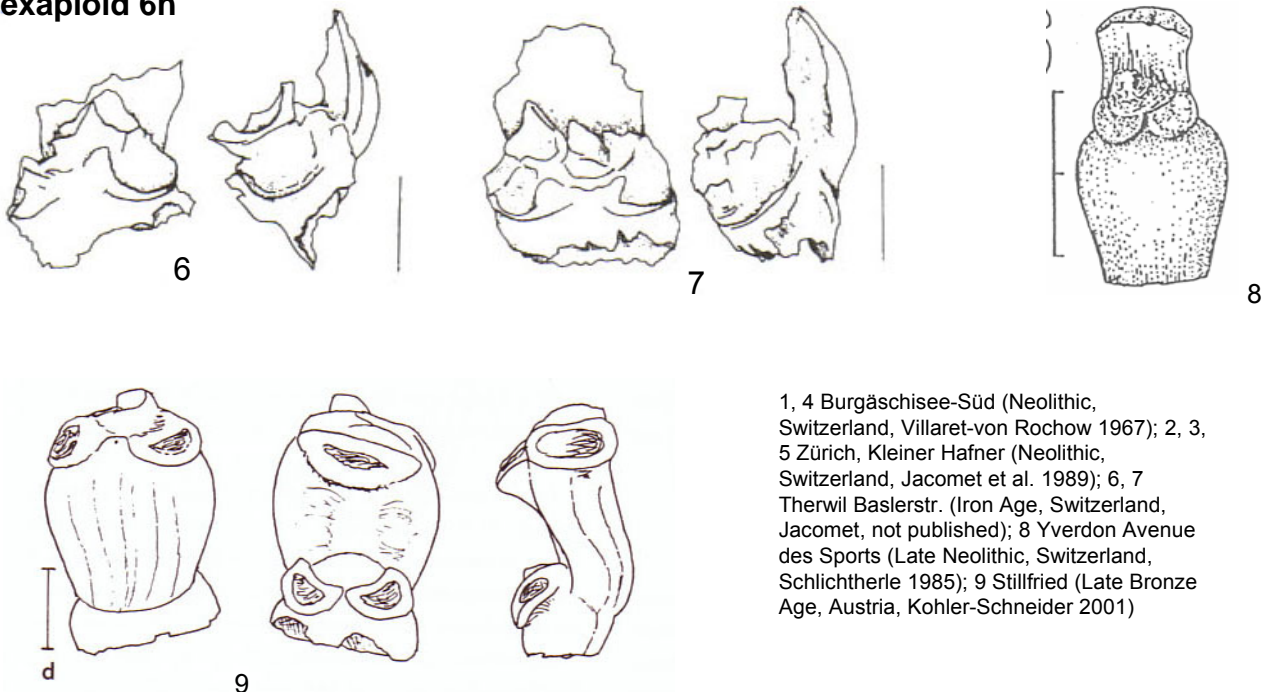 exaploid 6n
6
7
8
1, 4 Burgäschisee-Süd (Neolithic,
Switzerland, Villaret-von Rochow 1967); 2, 3,
5 Zürich, Kleiner Hafner (Neolithic,
Switzerland, Jacomet et al. 1989); 6, 7
Therwil Baslerstr. (Iron Age, Switzerland,
Jacomet, not published); 8 Yverdon Avenue
des Sports (Late Neolithic, Switzerland,
Schlichtherle 1985); 9 Stillfried (Late Bronze
Age, Austria, Kohler-Schneider 2001)
d
9